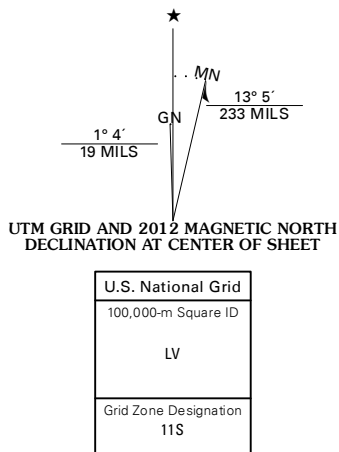 ★
MN
GN
13° 5´
233 MILS
1° 4´
19 MILS
UTM GRID AND 2012 MAGNETIC NORTH
DECLINATION AT CENTER OF SHEET
U.S. National Grid
100,000-m Square ID
LV
Grid Zone Designation
11S